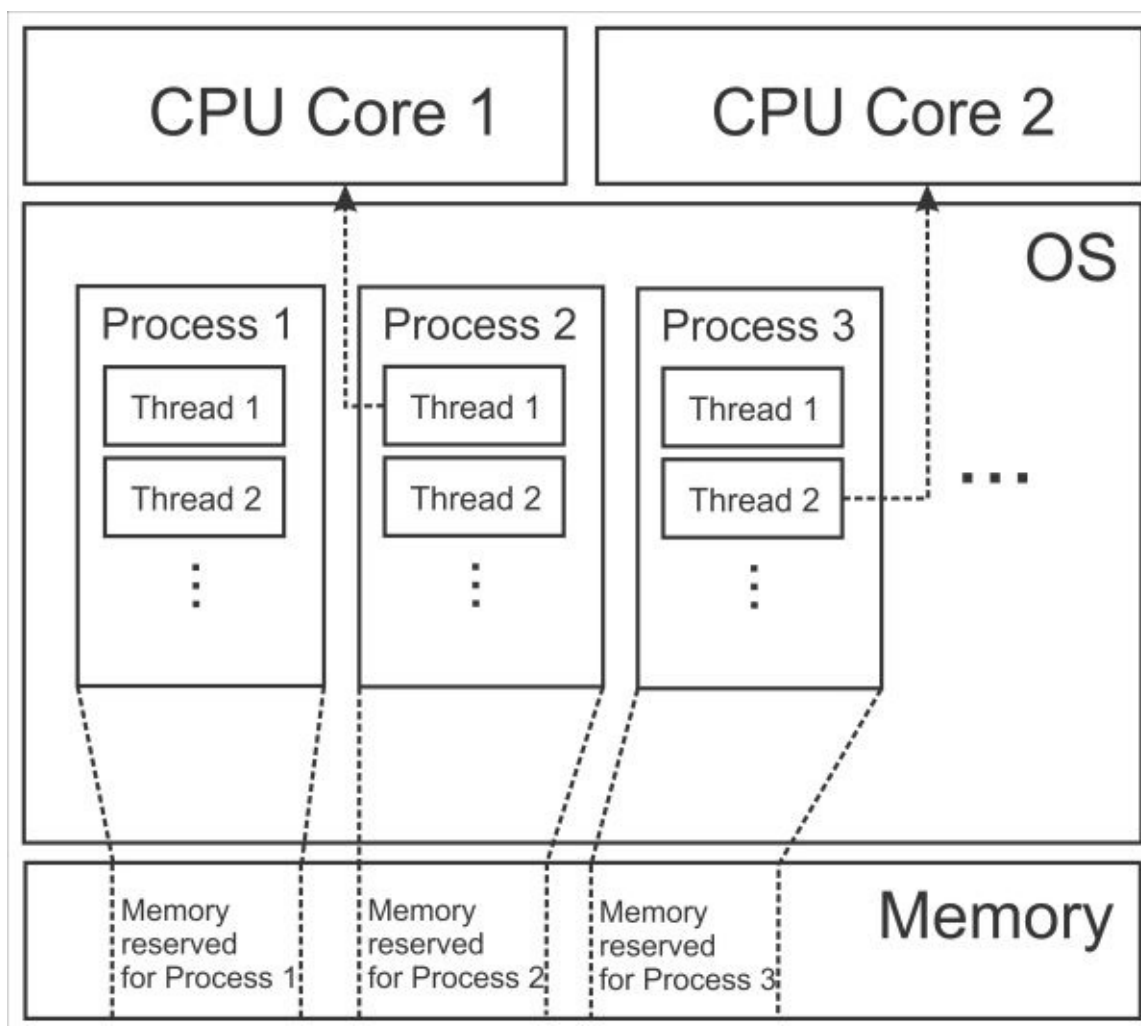 CPU Core 1
CPU Core 2
OS
Process 1
Thread 1
Thread 2
⋮
Process 2
Thread 1
Thread 2
⋮
Process 3
Thread 1
Thread 2
⋮
...
Memory
reserved
for Process 1
Memory
reserved
for Process 2
Memory
reserved
for Process 3
Memory